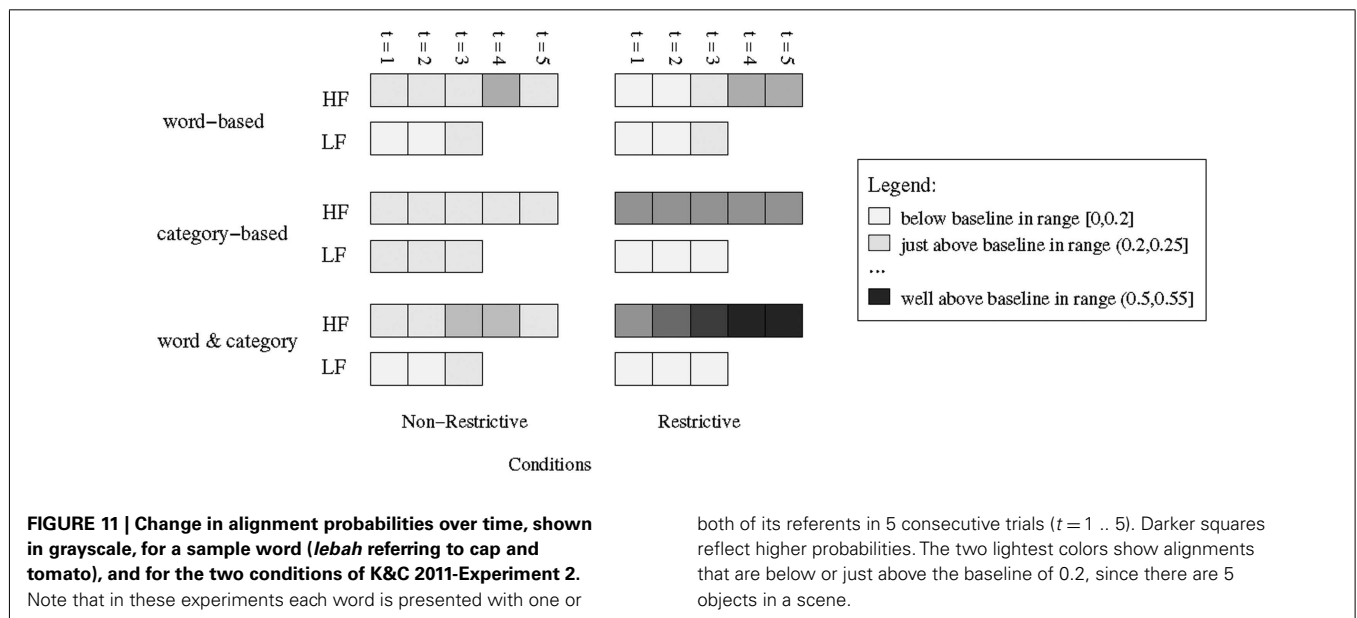 t = 1 t = 2 t = 3 t = 4 t = 5 t = 1 t = 2 t = 3 t = 4 t = 5
word−based
HF
LF
category−based
HF
LF
word & category
HF
LF
Non−Restrictive Restrictive
Conditions
Legend:
below baseline in range [0,0.2]
just above baseline in range (0.2,0.25]
...
well above baseline in range (0.5,0.55]
FIGURE 11 | Change in alignment probabilities over time, shown
in grayscale, for a sample word (lebah referring to cap and
tomato), and for the two conditions of K&C 2011-Experiment 2.
Note that in these experiments each word is presented with one or
both of its referents in 5 consecutive trials (t = 1 .. 5). Darker squares
reflect higher probabilities. The two lightest colors show alignments
that are below or just above the baseline of 0.2, since there are 5
objects in a scene.